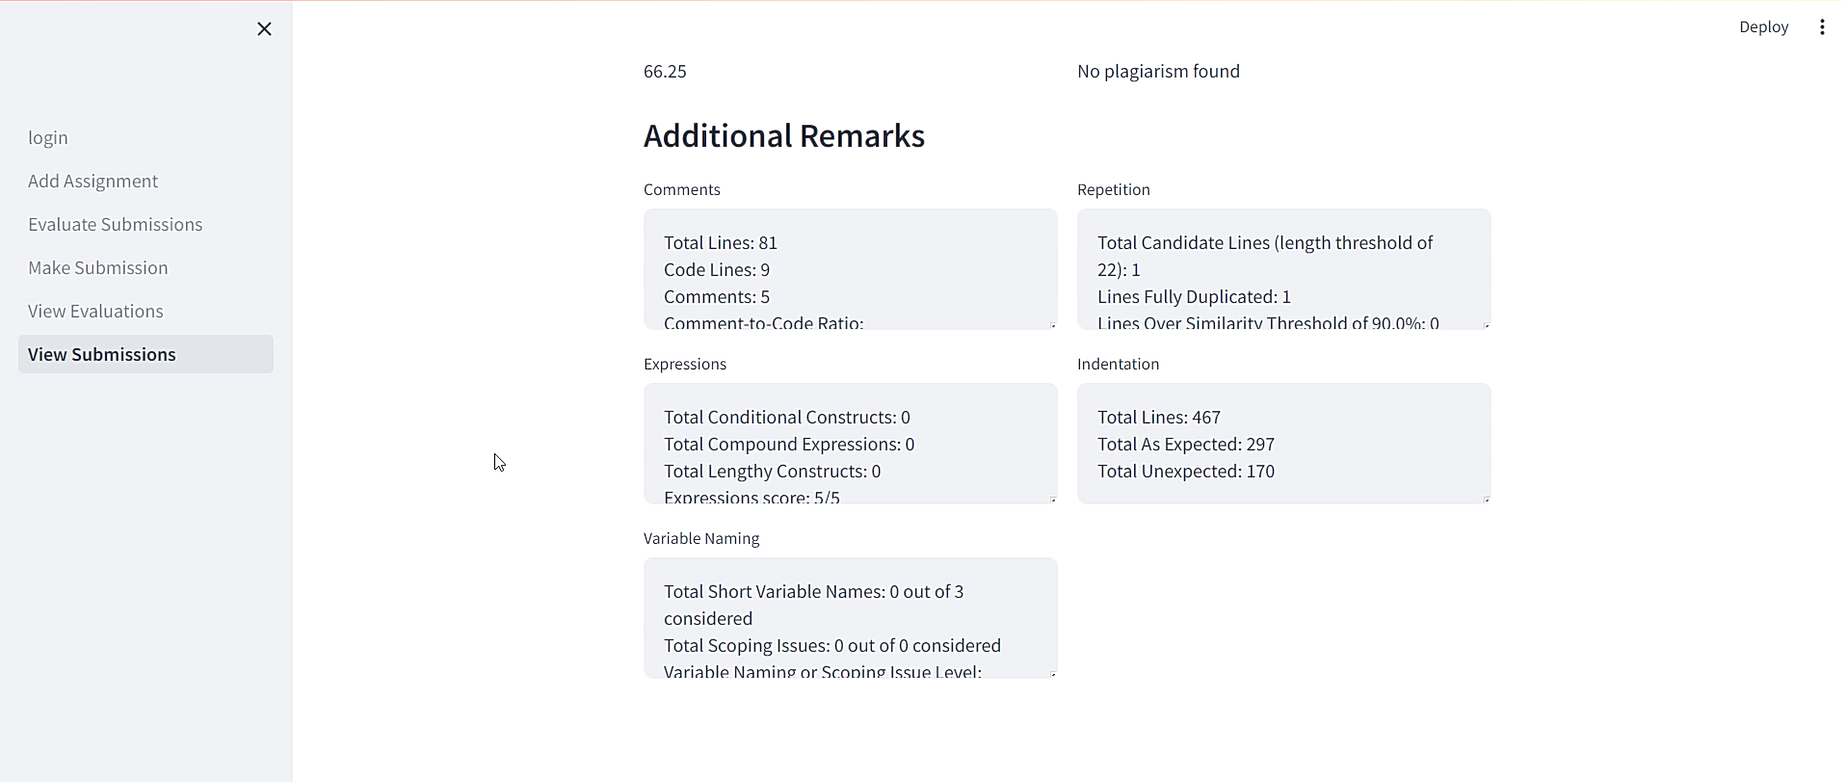 Deploy
login
Add Assignment
Evaluate Submissions
Make Submission
View Evaluations
View Submissions
66.25
No plagiarism found
Additional Remarks
Comments
Total Lines: 81
Code Lines: 9
Comments: 5
Comment-to-Code Ratio:
Repetition
Total Candidate Lines (length threshold of
22): 1
Lines Fully Duplicated: 1
Lines Over Similarity Threshold of 90.0%: 0
Expressions
Total Conditional Constructs: 0
Total Compound Expressions: 0
Total Lengthy Constructs: 0
Expressions score: 5/5
Indentation
Total Lines: 467
Total As Expected: 297
Total Unexpected: 170
Variable Naming
Total Short Variable Names: 0 out of 3
considered
Total Scoping Issues: 0 out of 0 considered
Variable Naming or Scoping Issue Level: